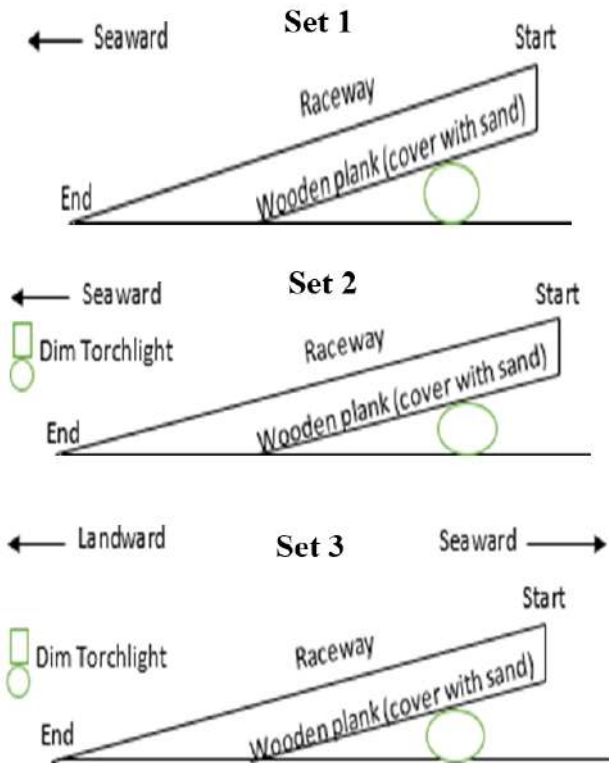 Set 1
Seaward
Start
Raceway
Wooden plank (cover with sand)
End
Set 2
Seaward
Start
Dim Torchlight
Raceway
Wooden plank (cover with sand)
End
Landward
Set 3
Seaward
Start
Dim Torchlight
Raceway
Wooden plank (cover with sand)
End